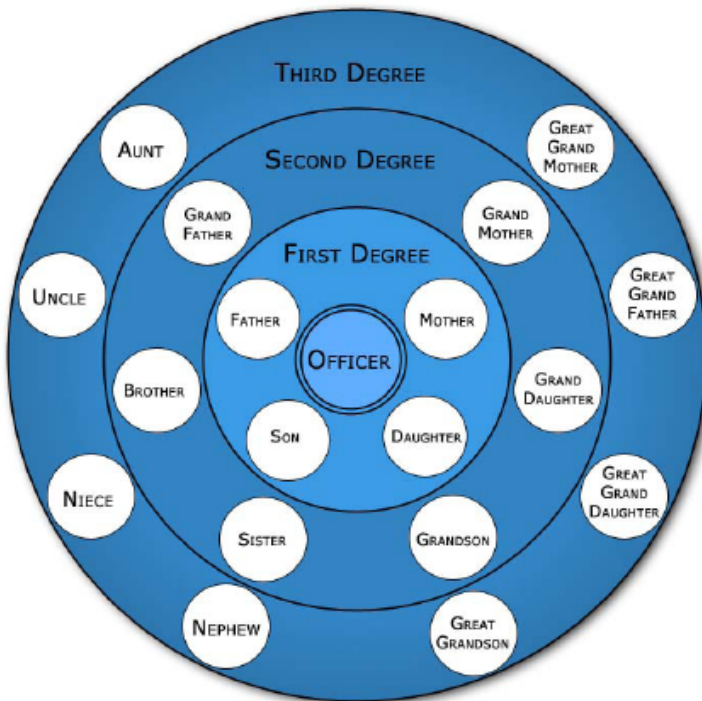 THIRD DEGREE
AUNT
GREAT
GRAND
MOTHER
SECOND DEGREE
GRAND
FATHER
GRAND
MOTHER
FIRST DEGREE
UNCLE
GREAT
GRAND
FATHER
FATHER
MOTHER
OFFICER
BROTHER
GRAND
DAUGHTER
SON
DAUGHTER
NIECE
GREAT
GRAND
DAUGHTER
SISTER
GRANDSON
NEPHEW
GREAT
GRANDSON